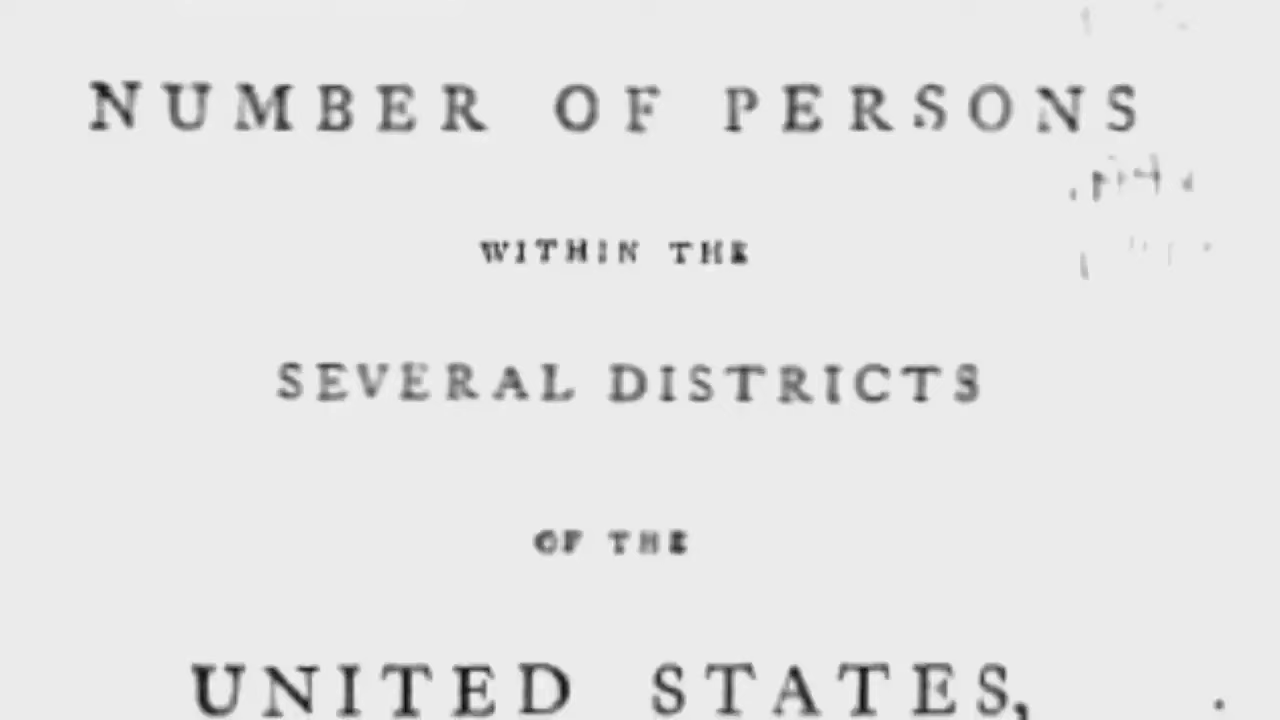 NUMBER OF PERSONS
WITHIN THE
SEVERAL DISTRICTS
OF THE
UNITED STATES,